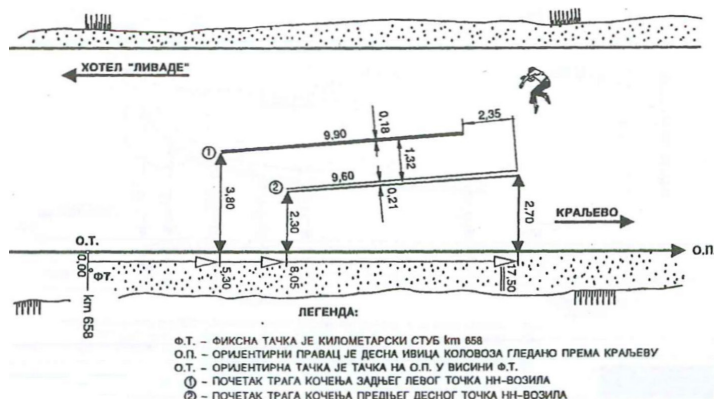 ХОТЕЛ "ЛИВАДЕ"
2,35
0,18
9,90
①
1,32
9,60
②
0,21
3,80
2,30
2,70
КРАЉЕВО
О.Т.
О.П
0,00
ФТ.
5,30
8,05
17,50
km 658
ЛЕГЕНДА:
Ф.Т. – ФИКСНА ТАЧКА ЈЕ КИЛОМЕТАРСКИ СТУБ km 658
О.П. – ОРИЈЕНТИРНИ ПРАВАЦ ЈЕ ДЕСНА ИВИЦА КОЛОВОЗА ГЛЕДАНО ПРЕМА КРАЉЕВУ
О.Т. – ОРИЈЕНТИРНА ТАЧКА ЈЕ ТАЧКА НА О.П. У ВИСИНИ Ф.Т.
① – ПОЧЕТАК ТРАГА КОЧЕЊА ЗАДЊЕГ ЛЕВОГ ТОЧКА НН–ВОЗИЛА
② – ПОЧЕТАК ТРАГА КОЧЕЊА ПРЕДЊЕГ ДЕСНОГ ТОЧКА НН–ВОЗИЛА